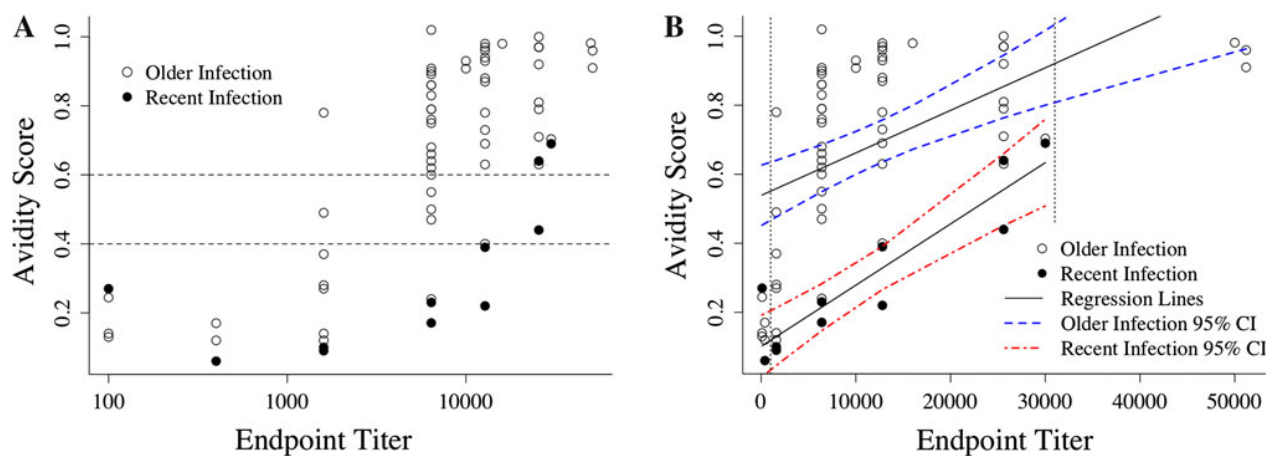 A
Avidity Score
1.0
0.8
0.6
0.4
0.2
Older Infection
Recent Infection
100
1000
10000
Endpoint Titer
B
Avidity Score
1.0
0.8
0.6
0.4
0.2
Older Infection
Recent Infection
Regression Lines
Older Infection 95% CI
Recent Infection 95% CI
0
10000
20000
30000
40000
50000
Endpoint Titer